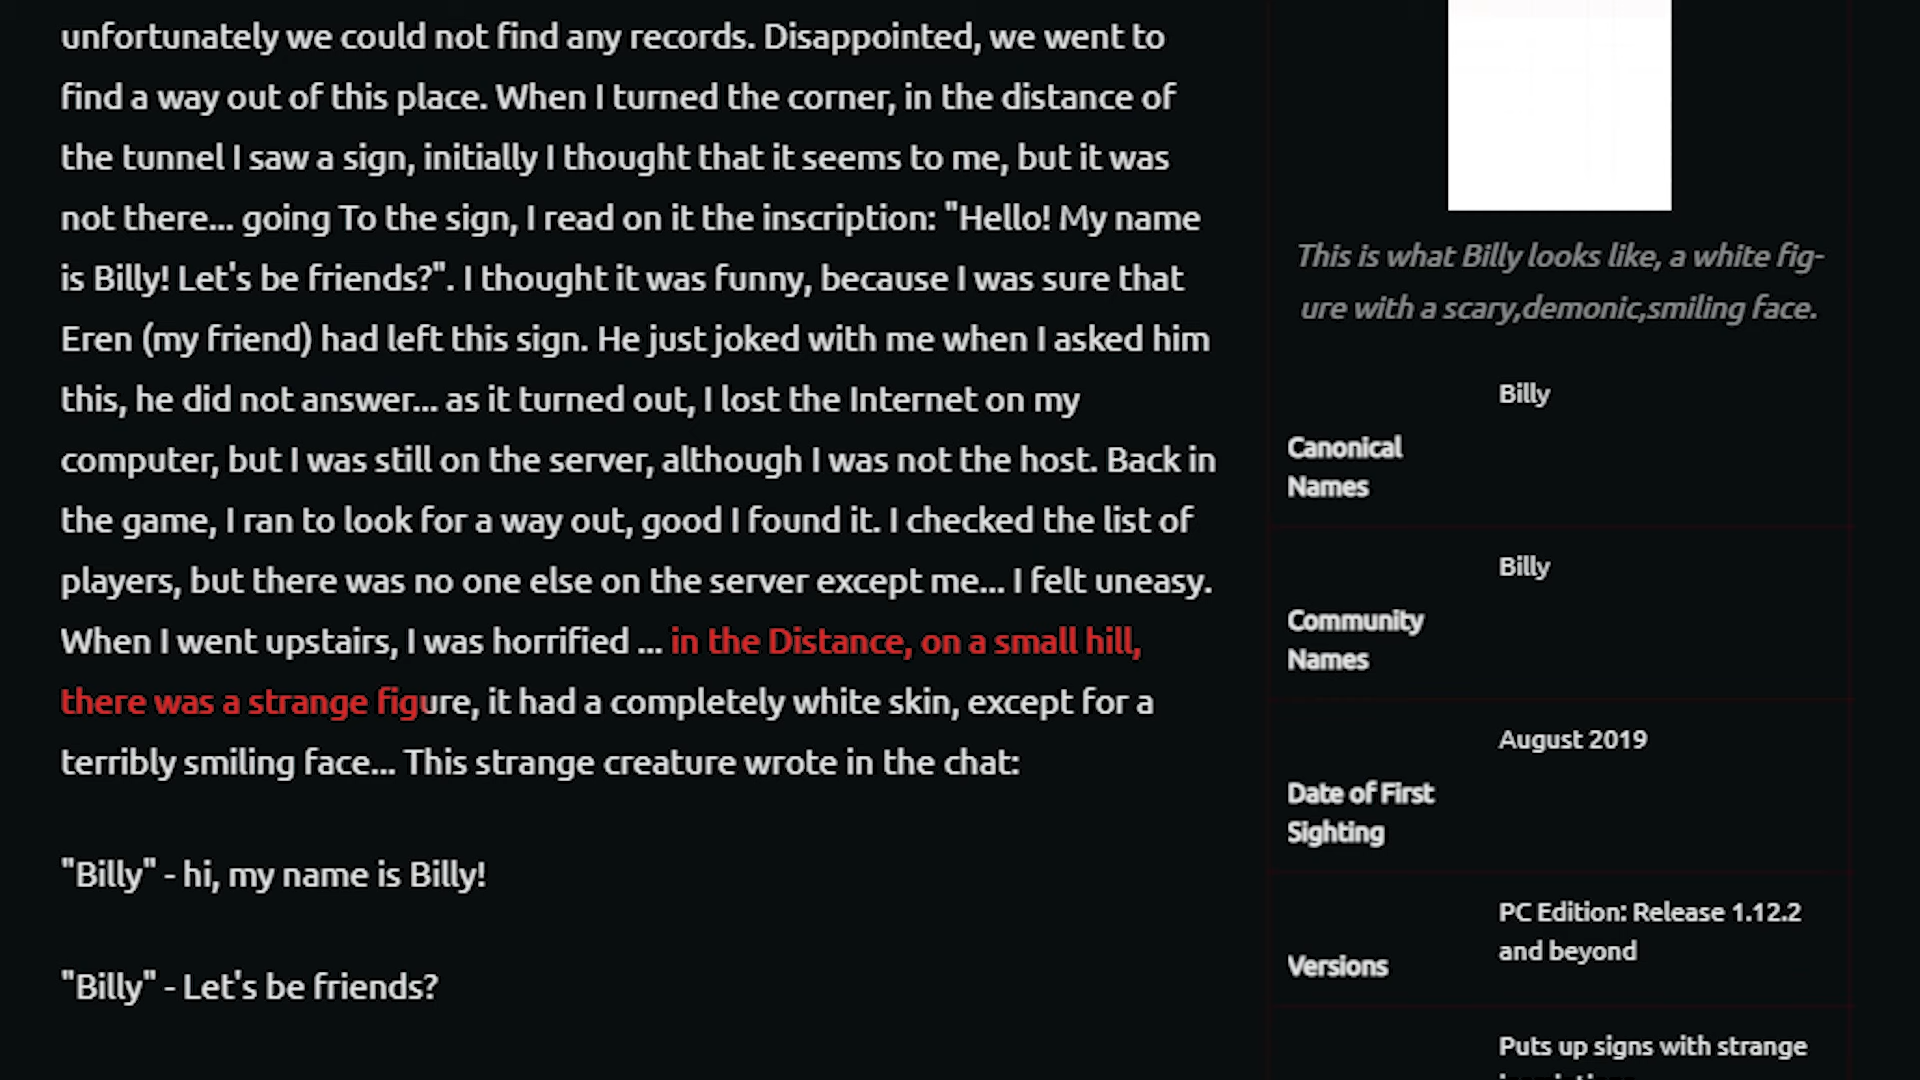 unfortunately we could not find any records. Disappointed, we went to
find a way out of this place. When I turned the corner, in the distance of
the tunnel I saw a sign, initially I thought that it seems to me, but it was
not there... going To the sign, I read on it the inscription: "Hello! My name
is Billy! Let's be friends?". I thought it was funny, because I was sure that
Eren (my friend) had left this sign. He just joked with me when I asked him
this, he did not answer... as it turned out, I lost the Internet on my
computer, but I was still on the server, although I was not the host. Back in
the game, I ran to look for a way out, good I found it. I checked the list of
players, but there was no one else on the server except me... I felt uneasy.
When I went upstairs, I was horrified ... in the Distance, on a small hill,
there was a strange figure, it had a completely white skin, except for a
terribly smiling face... This strange creature wrote in the chat:
"Billy" - hi, my name is Billy!
"Billy" - Let's be friends?
This is what Billy looks like, a white fig-
ure with a scary,demonic,smiling face.
Billy
Canonical
Names
Billy
Community
Names
August 2019
Date of First
Sighting
PC Edition: Release 1.12.2
and beyond
Versions
Puts up signs with strange